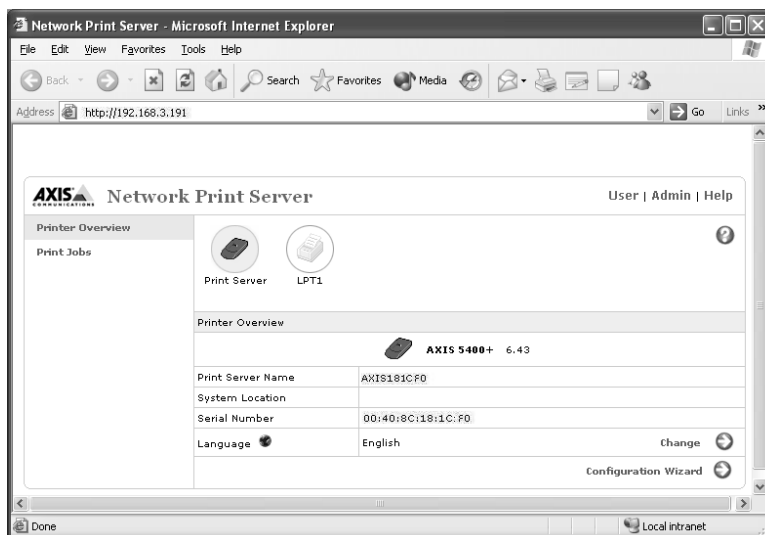 Network Print Server - Microsoft Internet Explorer
File Edit View Favorites Tools Help
Back Search Favorites Media
Address http://192.168.3.191 Go Links »
AXIS COMMUNICATIONS Network Print Server User | Admin | Help
Printer Overview
Print Jobs
Print Server LPT1
Printer Overview
AXIS 5400+ 6.43
Print Server Name AXIS181CF0
System Location
Serial Number 00:40:8C:18:1C:F0
Language English Change
Configuration Wizard
Done Local intranet